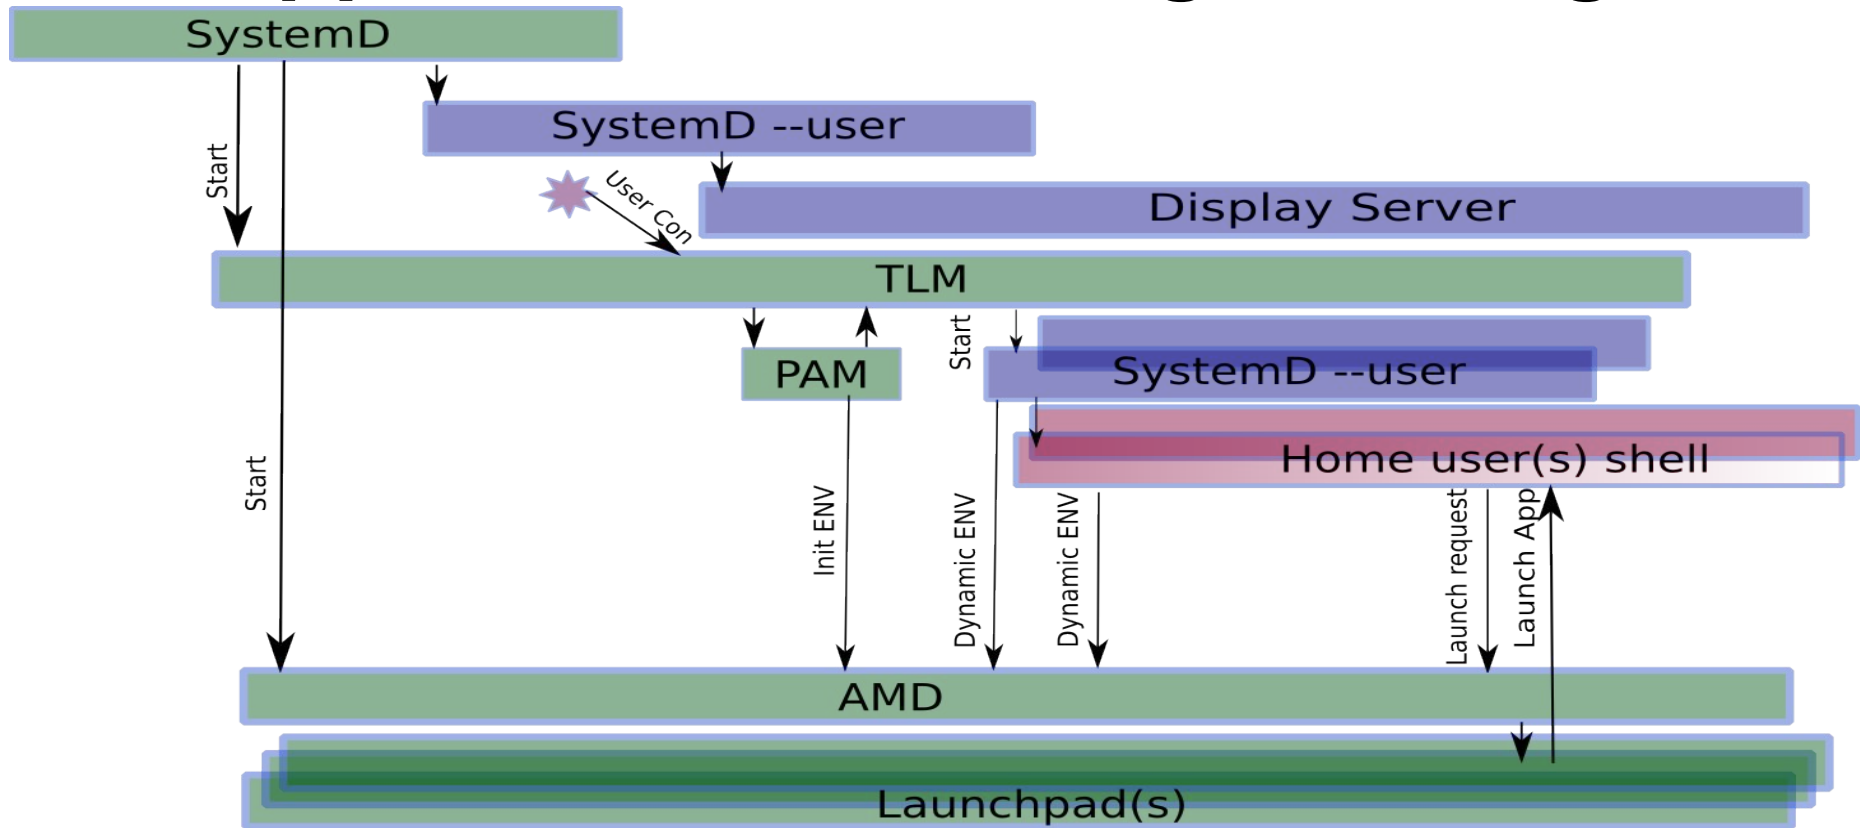 SystemD
SystemD --user
Start
User Con
Display Server
TLM
Start
PAM
SystemD --user
Home user(s) shell
Start
Init ENV
Dynamic ENV
Dynamic ENV
Launch request
Launch App
AMD
Launchpad(s)